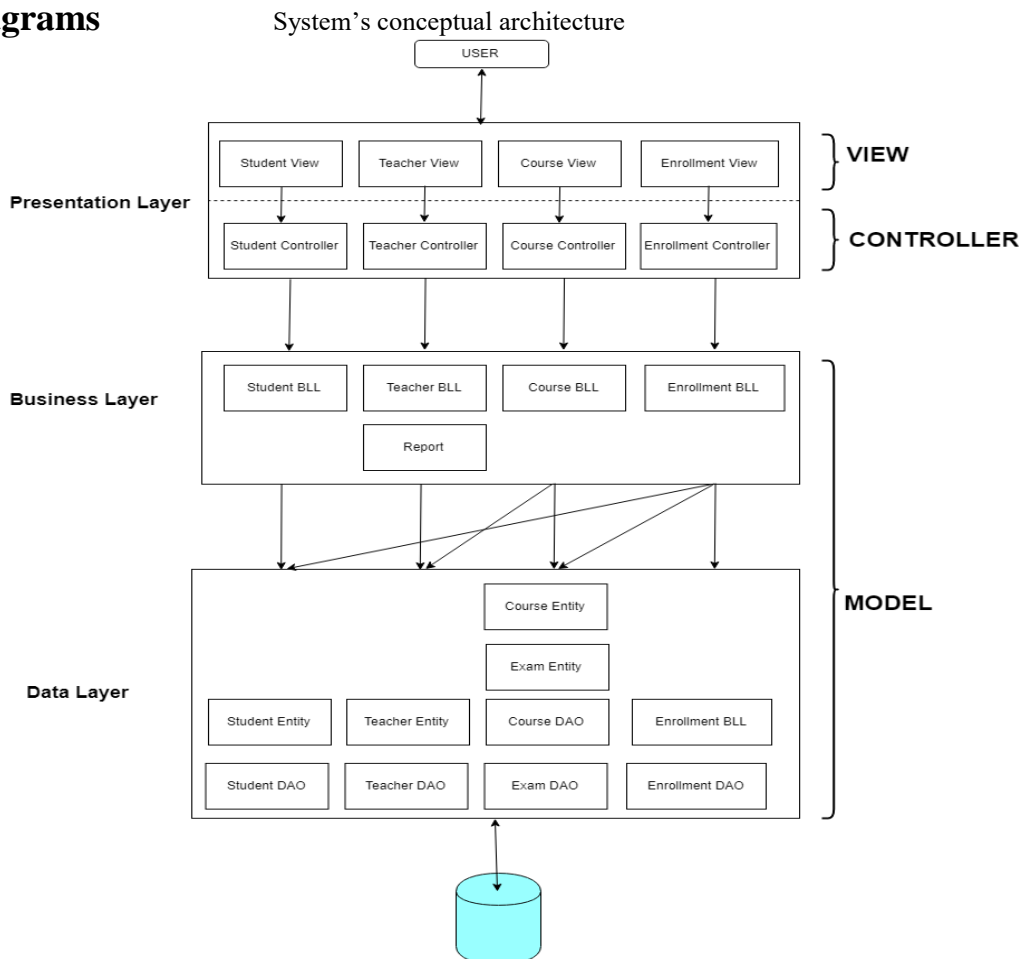 grams
System’s conceptual architecture
USER
Student View
Teacher View
Course View
Enrollment View
VIEW
Presentation Layer
Student Controller
Teacher Controller
Course Controller
Enrollment Controller
CONTROLLER
Business Layer
Student BLL
Teacher BLL
Course BLL
Enrollment BLL
Report
MODEL
Data Layer
Course Entity
Exam Entity
Student Entity
Teacher Entity
Course DAO
Enrollment BLL
Student DAO
Teacher DAO
Exam DAO
Enrollment DAO